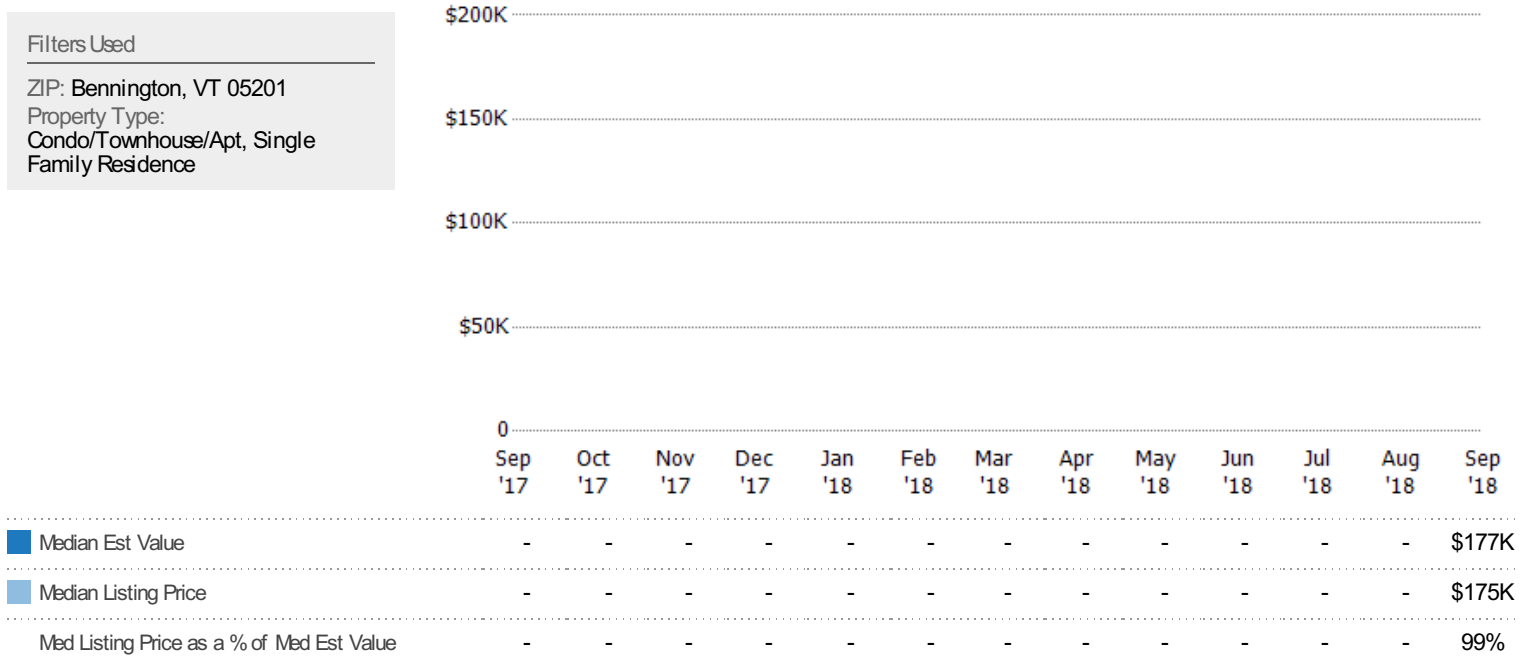 Filters Used
ZIP: Bennington, VT 05201
Property Type:
Condo/Townhouse/Apt, Single
Family Residence
$200K
$150K
$100K
$50K
0
Sep Oct Nov Dec Jan Feb Mar Apr May Jun Jul Aug Sep
'17 '17 '17 '17 '18 '18 '18 '18 '18 '18 '18 '18 '18
Median Est Value - - - - - - - - - - - - $177K
Median Listing Price - - - - - - - - - - - - $175K
Med Listing Price as a % of Med Est Value - - - - - - - - - - - - 99%